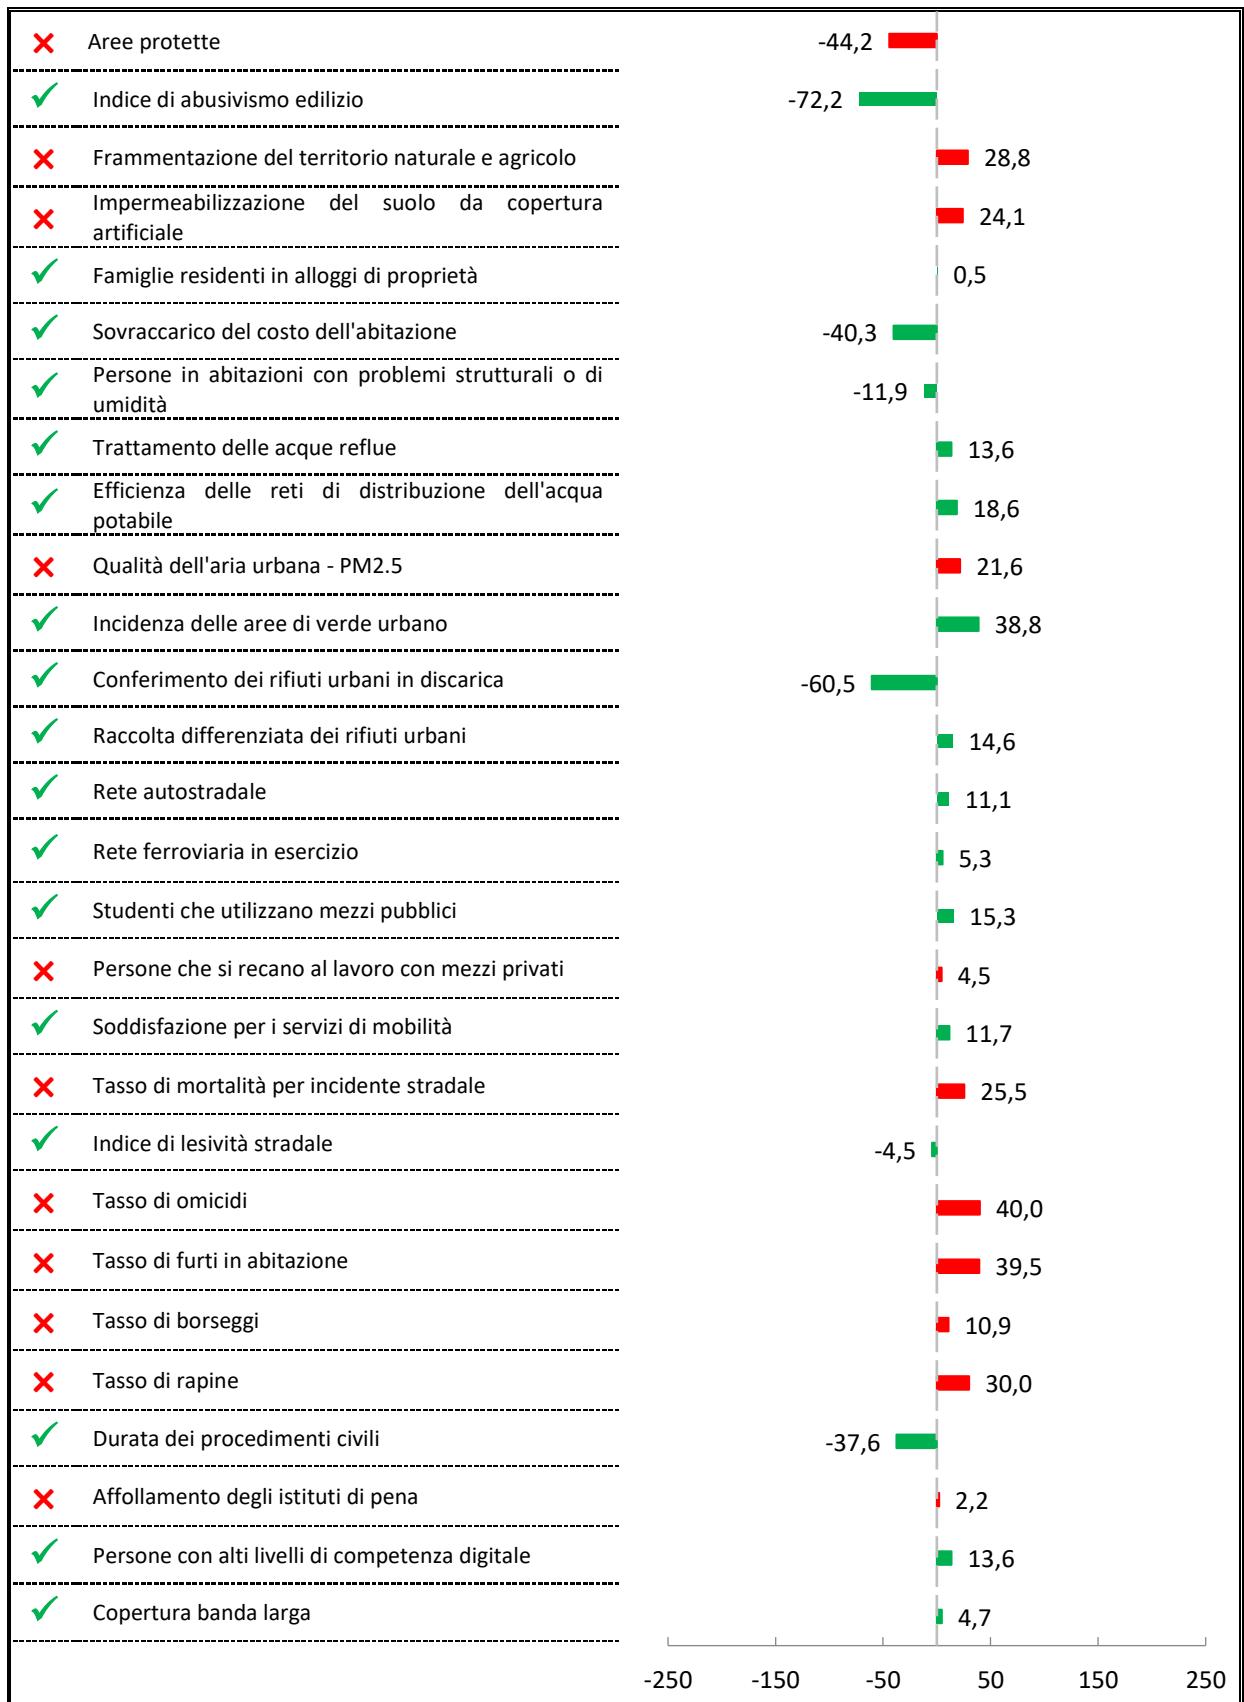 Aree protette -44,2
Indice di abusivismo edilizio -72,2
Frammentazione del territorio naturale e agricolo 28,8
Impermeabilizzazione del suolo da copertura
artificiale 24,1
Famiglie residenti in alloggi di proprietà 0,5
Sovraccarico del costo dell'abitazione -40,3
Persone in abitazioni con problemi strutturali o di
umidità -11,9
Trattamento delle acque reflue 13,6
Efficienza delle reti di distribuzione dell'acqua
potabile 18,6
Qualità dell'aria urbana - PM2.5 21,6
Incidenza delle aree di verde urbano 38,8
Conferimento dei rifiuti urbani in discarica -60,5
Raccolta differenziata dei rifiuti urbani 14,6
Rete autostradale 11,1
Rete ferroviaria in esercizio 5,3
Studenti che utilizzano mezzi pubblici 15,3
Persone che si recano al lavoro con mezzi privati 4,5
Soddisfazione per i servizi di mobilità 11,7
Tasso di mortalità per incidente stradale 25,5
Indice di lesività stradale -4,5
Tasso di omicidi 40,0
Tasso di furti in abitazione 39,5
Tasso di borseggi 10,9
Tasso di rapine 30,0
Durata dei procedimenti civili -37,6
Affollamento degli istituti di pena 2,2
Persone con alti livelli di competenza digitale 13,6
Copertura banda larga 4,7
-250 -150 -50 50 150 250